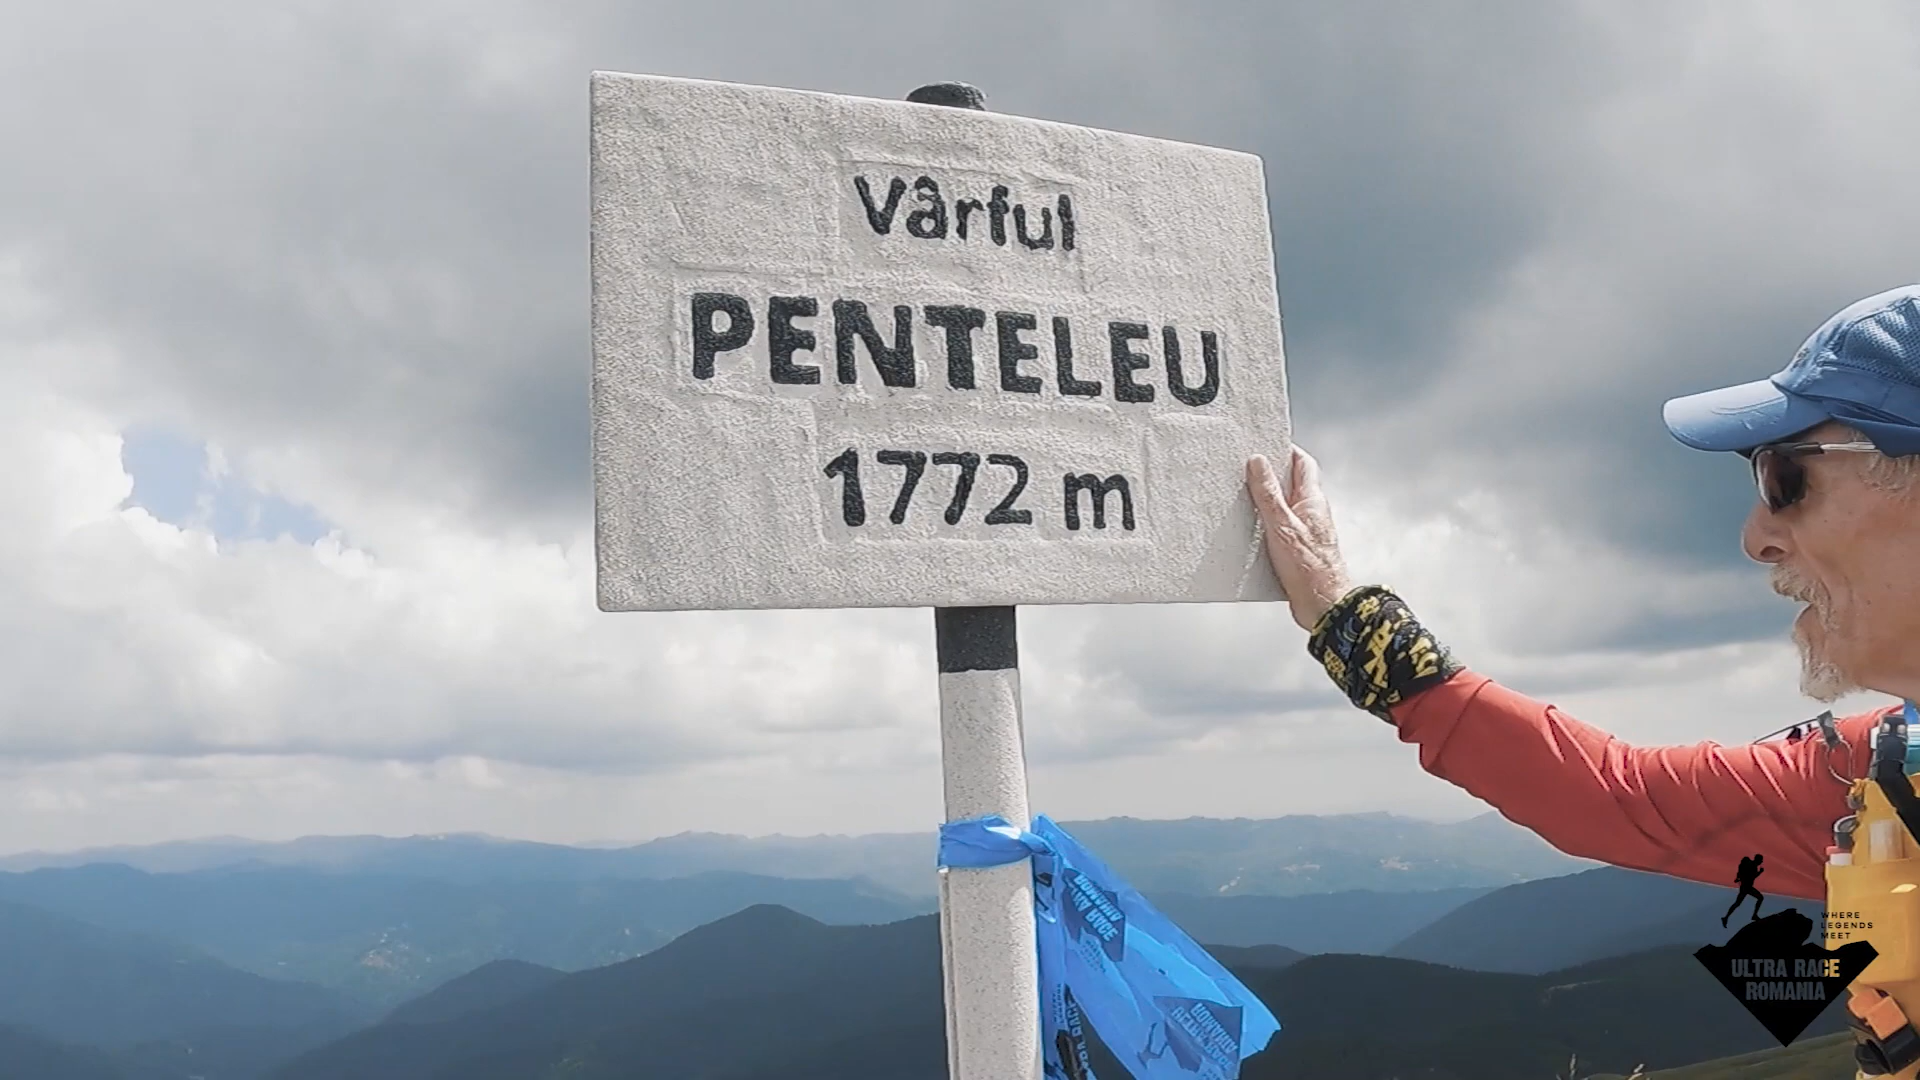 Vârful
PENTELEU
1772 m
WHERE
LEGENDS
MEET
ULTRA RACE
ROMANIA